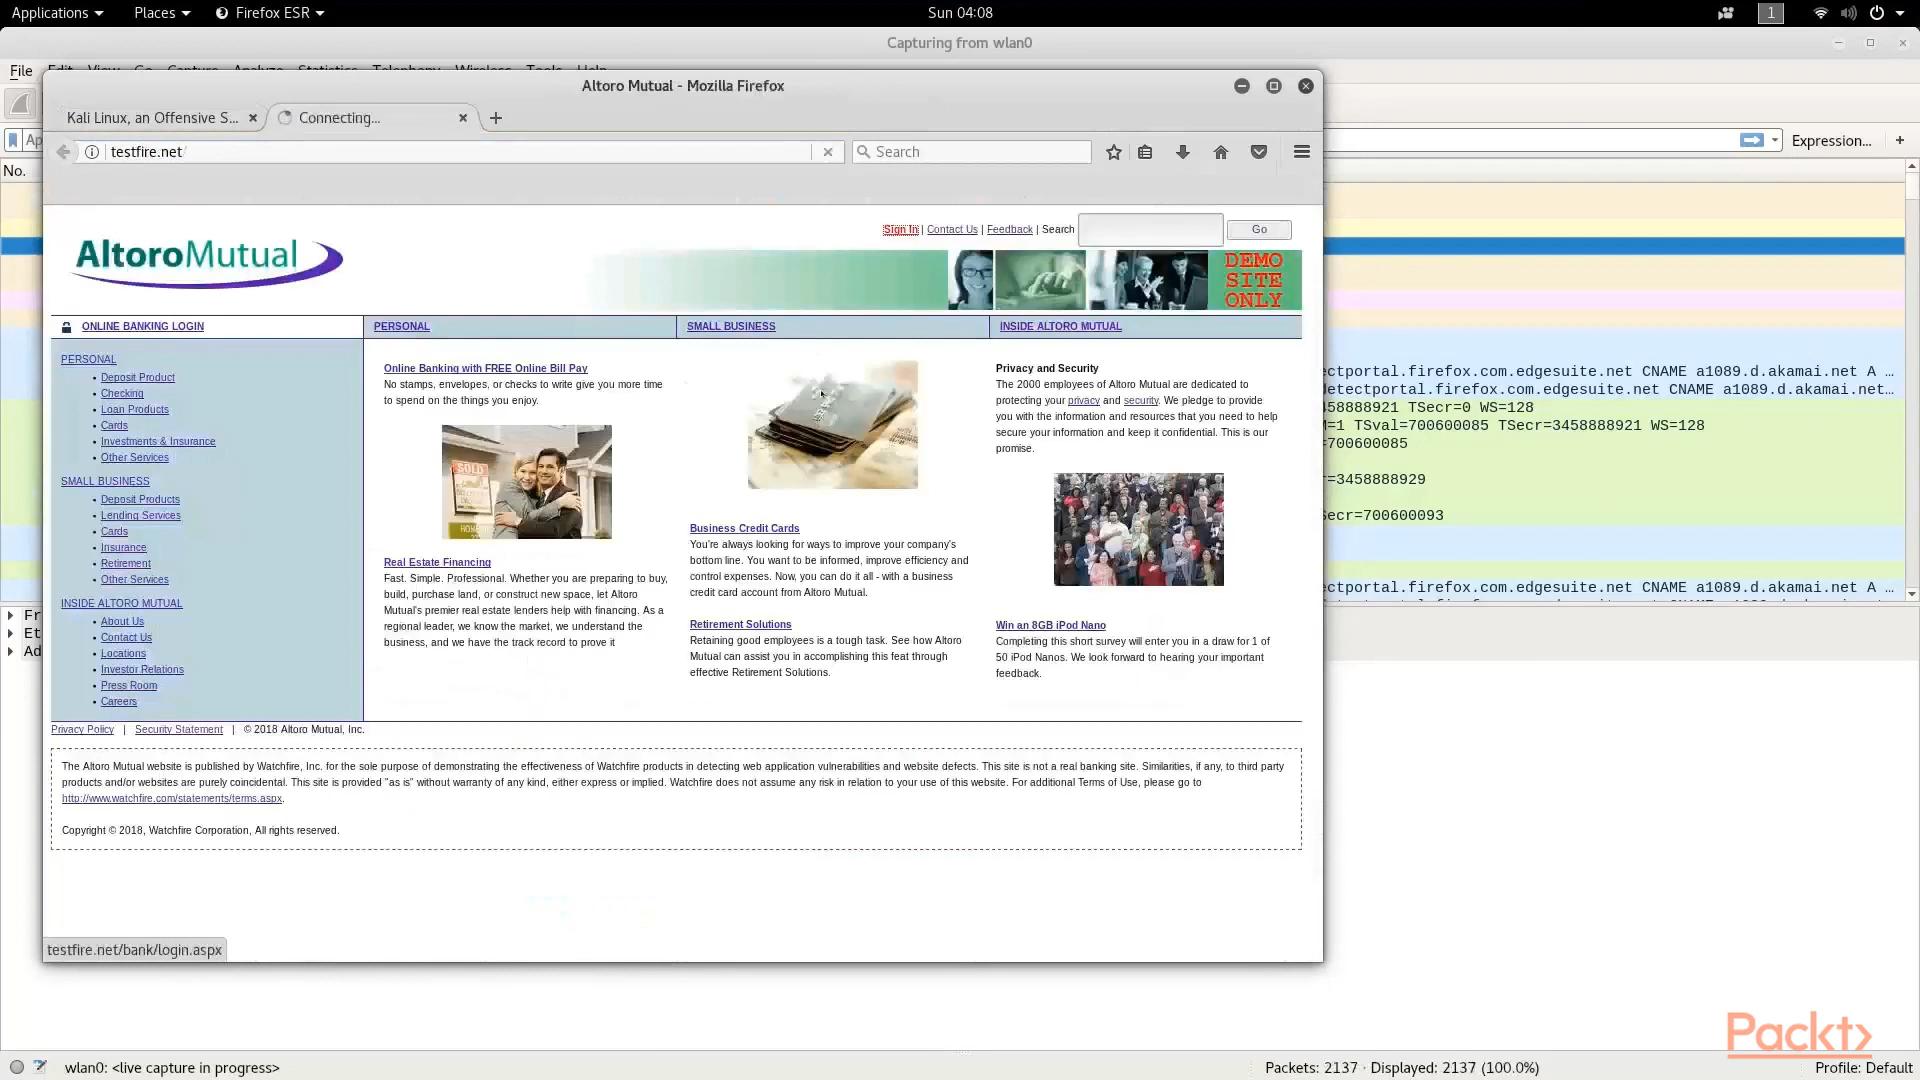 Applications Places Firefox ESR Sun 04:08 1
Capturing from wlan0
File Edit View Go Capture Analyze Statistics Telephony Wireless Tools Help
Altoro Mutual - Mozilla Firefox
Kali Linux, an Offensive S... Connecting...
Ap testfire.net/ Search Expression... +
No.
Sign In | Contact Us | Feedback | Search Go
AltoroMutual
DEMO
SITE
ONLY
ONLINE BANKING LOGIN PERSONAL SMALL BUSINESS INSIDE ALTORO MUTUAL
PERSONAL
• Deposit Product
• Checking
• Loan Products
• Cards
• Investments & Insurance
• Other Services
SMALL BUSINESS
• Deposit Products
• Lending Services
• Cards
• Insurance
• Retirement
• Other Services
INSIDE ALTORO MUTUAL
• About Us
• Contact Us
• Locations
• Investor Relations
• Press Room
• Careers
Online Banking with FREE Online Bill Pay
No stamps, envelopes, or checks to write give you more time
to spend on the things you enjoy.
SOLD
Real Estate Financing
Fast. Simple. Professional. Whether you are preparing to buy,
build, purchase land, or construct new space, let Altoro
Mutual's premier real estate lenders help with financing. As a
regional leader, we know the market, we understand the
business, and we have the track record to prove it
Business Credit Cards
You're always looking for ways to improve your company's
bottom line. You want to be informed, improve efficiency and
control expenses. Now, you can do it all - with a business
credit card account from Altoro Mutual.
Retirement Solutions
Retaining good employees is a tough task. See how Altoro
Mutual can assist you in accomplishing this feat through
effective Retirement Solutions.
Privacy and Security
The 2000 employees of Altoro Mutual are dedicated to
protecting your privacy and security. We pledge to provide
you with the information and resources that you need to help
secure your information and keep it confidential. This is our
promise.
Win an 8GB iPod Nano
Completing this short survey will enter you in a draw for 1 of
50 iPod Nanos. We look forward to hearing your important
feedback.
Privacy Policy | Security Statement | © 2018 Altoro Mutual, Inc.
The Altoro Mutual website is published by Watchfire, Inc. for the sole purpose of demonstrating the effectiveness of Watchfire products in detecting web application vulnerabilities and website defects. This site is not a real banking site. Similarities, if any, to third party
products and/or websites are purely coincidental. This site is provided "as is" without warranty of any kind, either express or implied. Watchfire does not assume any risk in relation to your use of this website. For additional Terms of Use, please go to
http://www.watchfire.com/statements/terms.aspx.
Copyright © 2018, Watchfire Corporation, All rights reserved.
testfire.net/bank/login.aspx
etectportal.firefox.com.edgesuite.net CNAME a1089.d.akamai.net A …
detectportal.firefox.com.edgesuite.net CNAME a1089.d.akamai.net…
458888921 TSecr=0 WS=128
M=1 TSval=700600085 TSecr=3458888921 WS=128
=700600085
r=3458888929
Secr=700600093
ectportal.firefox.com.edgesuite.net CNAME a1089.d.akamai.net A …
Fr
Et
Ad
Packt>
wlan0: <live capture in progress> Packets: 2137 · Displayed: 2137 (100.0%) Profile: Default